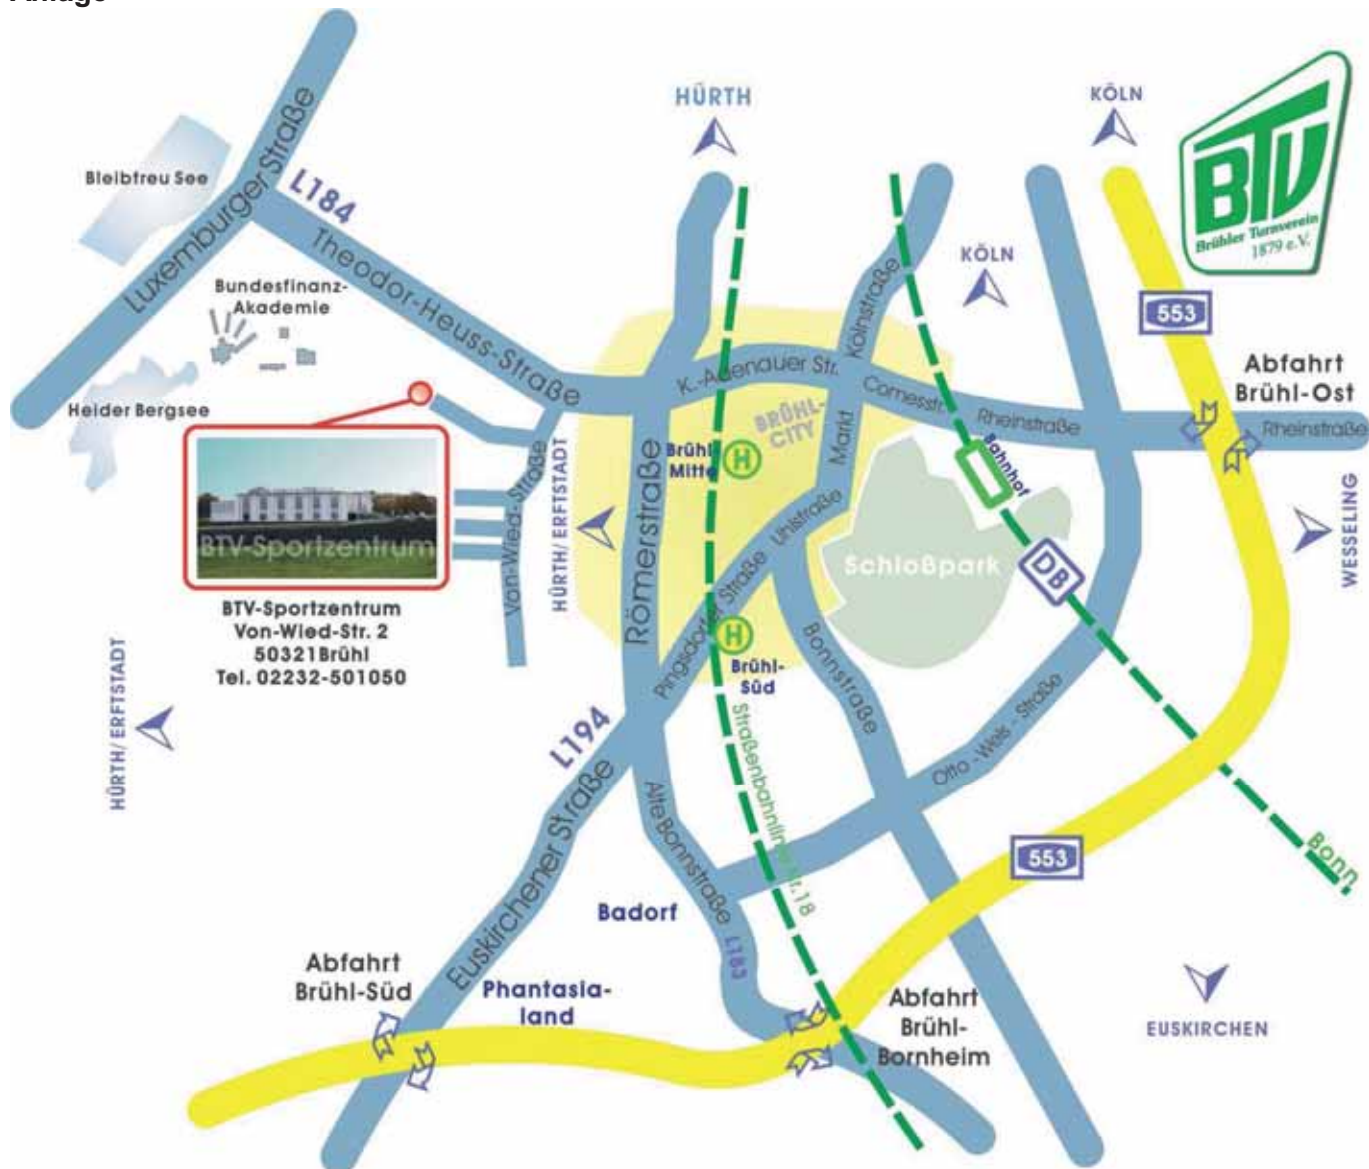 Anlage
HÜRTH
KÖLN
BTV
Brühler Turnverein
1879 e.V.
Bleibtreu See
L184
Luxemburger Straße
Theodor-Heuss-Straße
KÖLN
Bundesfinanz-
Akademie
553
Kölnstraße
K.-Adenauer Str.
Abfahrt
Brühl-Ost
Heider Bergsee
Comesstr.
Rheinstraße
Rheinstraße
BRÜHL-
CITY
Markt
Brühl-
Mitte
H
Bahnhof
Von-Wied-Straße
HÜRTH/ ERFTSTADT
Römerstraße
Uhlstraße
WESSELING
BTV-Sportzentrum
Schloßpark
DB
BTV-Sportzentrum
Von-Wied-Str. 2
50321Brühl
Tel. 02232-501050
Pingsdorfer Straße
H
Brühl-
Süd
Bonnstraße
HÜRTH/ ERFTSTADT
L194
Otto - Wels - Straße
Straßenbahnlinie Nr.18
Euskirchener Straße
Alte Bonnstraße
553
Bonn
Badorf
L183
Abfahrt
Brühl-Süd
Phantasia-
land
Abfahrt
Brühl-
Bornheim
EUSKIRCHEN